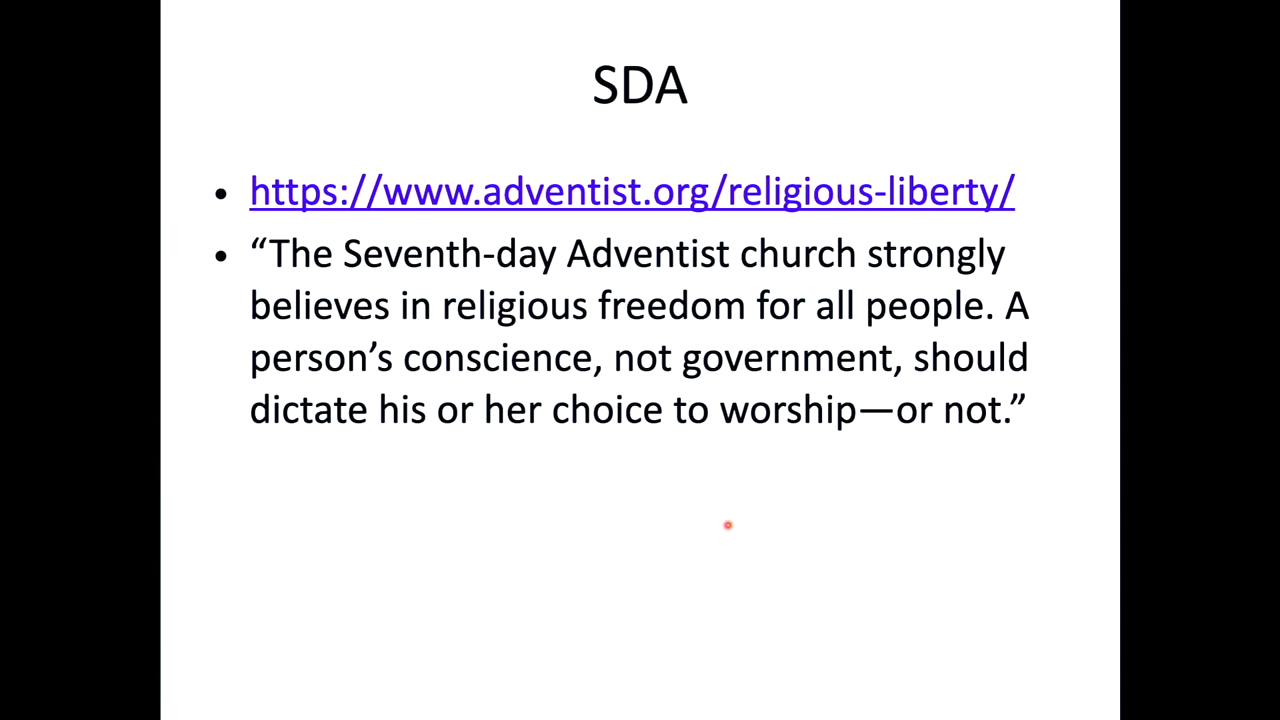 SDA
• https://www.adventist.org/religious-liberty/
• “The Seventh-day Adventist church strongly
believes in religious freedom for all people. A
person’s conscience, not government, should
dictate his or her choice to worship—or not.”